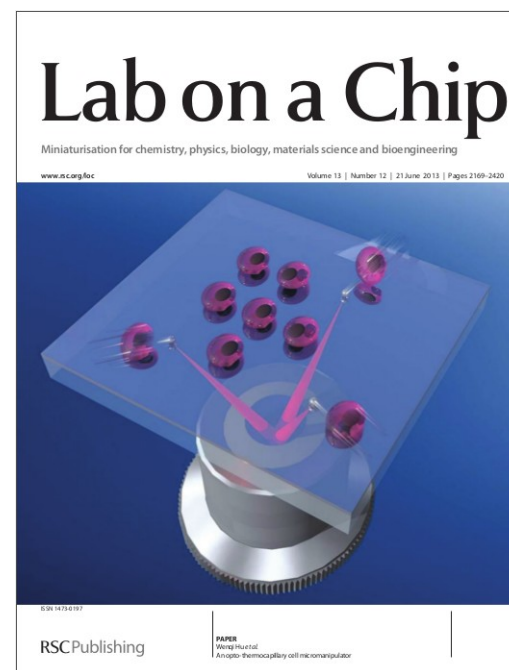 Lab on a Chip
Miniaturisation for chemistry, physics, biology, materials science and bioengineering
www.rsc.org/loc
Volume 13 | Number 12 | 21 June 2013 | Pages 2169–2420
ISSN 1473-0197
RSC Publishing
PAPER
Wenqi Hu et al.
An opto-thermocapillary cell micromanipulator